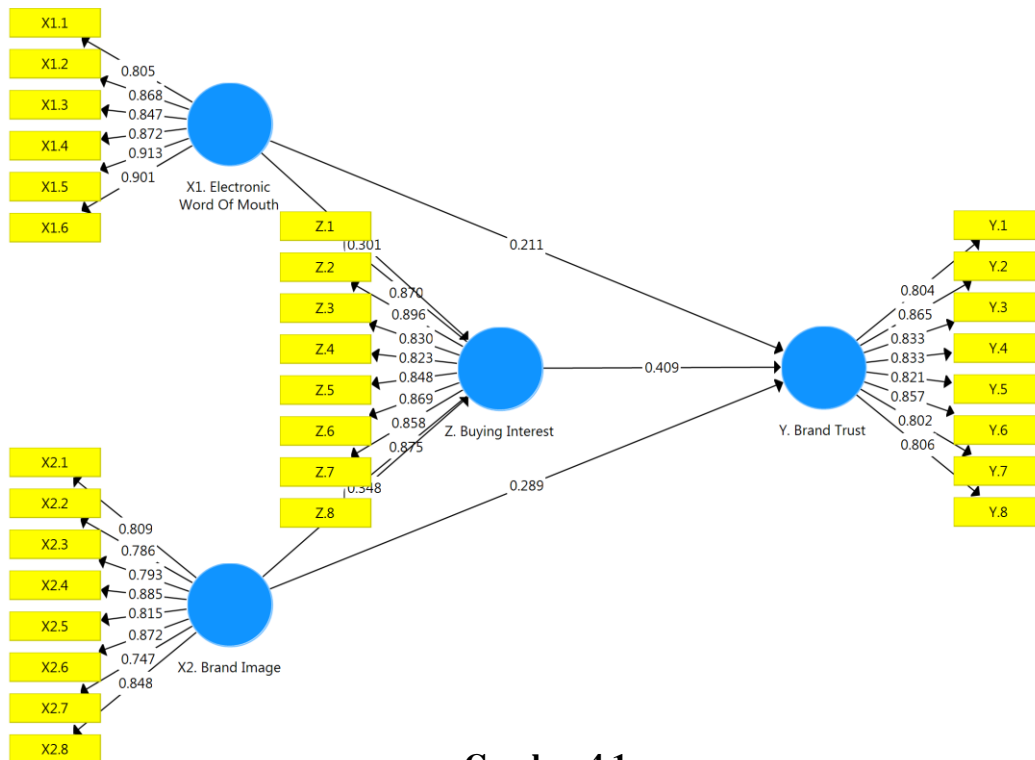 X1.1
X1.2
X1.3
X1.4
X1.5
X1.6
0.805
0.868
0.847
0.872
0.913
0.901
X1. Electronic
Word Of Mouth
Z.1
Z.2
Z.3
Z.4
Z.5
Z.6
Z.7
Z.8
0.301
0.870
0.896
0.830
0.823
0.848
0.869
0.858
0.875
0.348
Z. Buying Interest
0.211
0.409
0.289
Y.1
Y.2
Y.3
Y.4
Y.5
Y.6
Y.7
Y.8
0.804
0.865
0.833
0.833
0.821
0.857
0.802
0.806
Y. Brand Trust
X2.1
X2.2
X2.3
X2.4
X2.5
X2.6
X2.7
X2.8
0.809
0.786
0.793
0.885
0.815
0.872
0.747
0.848
X2. Brand Image
Gambar 4.1